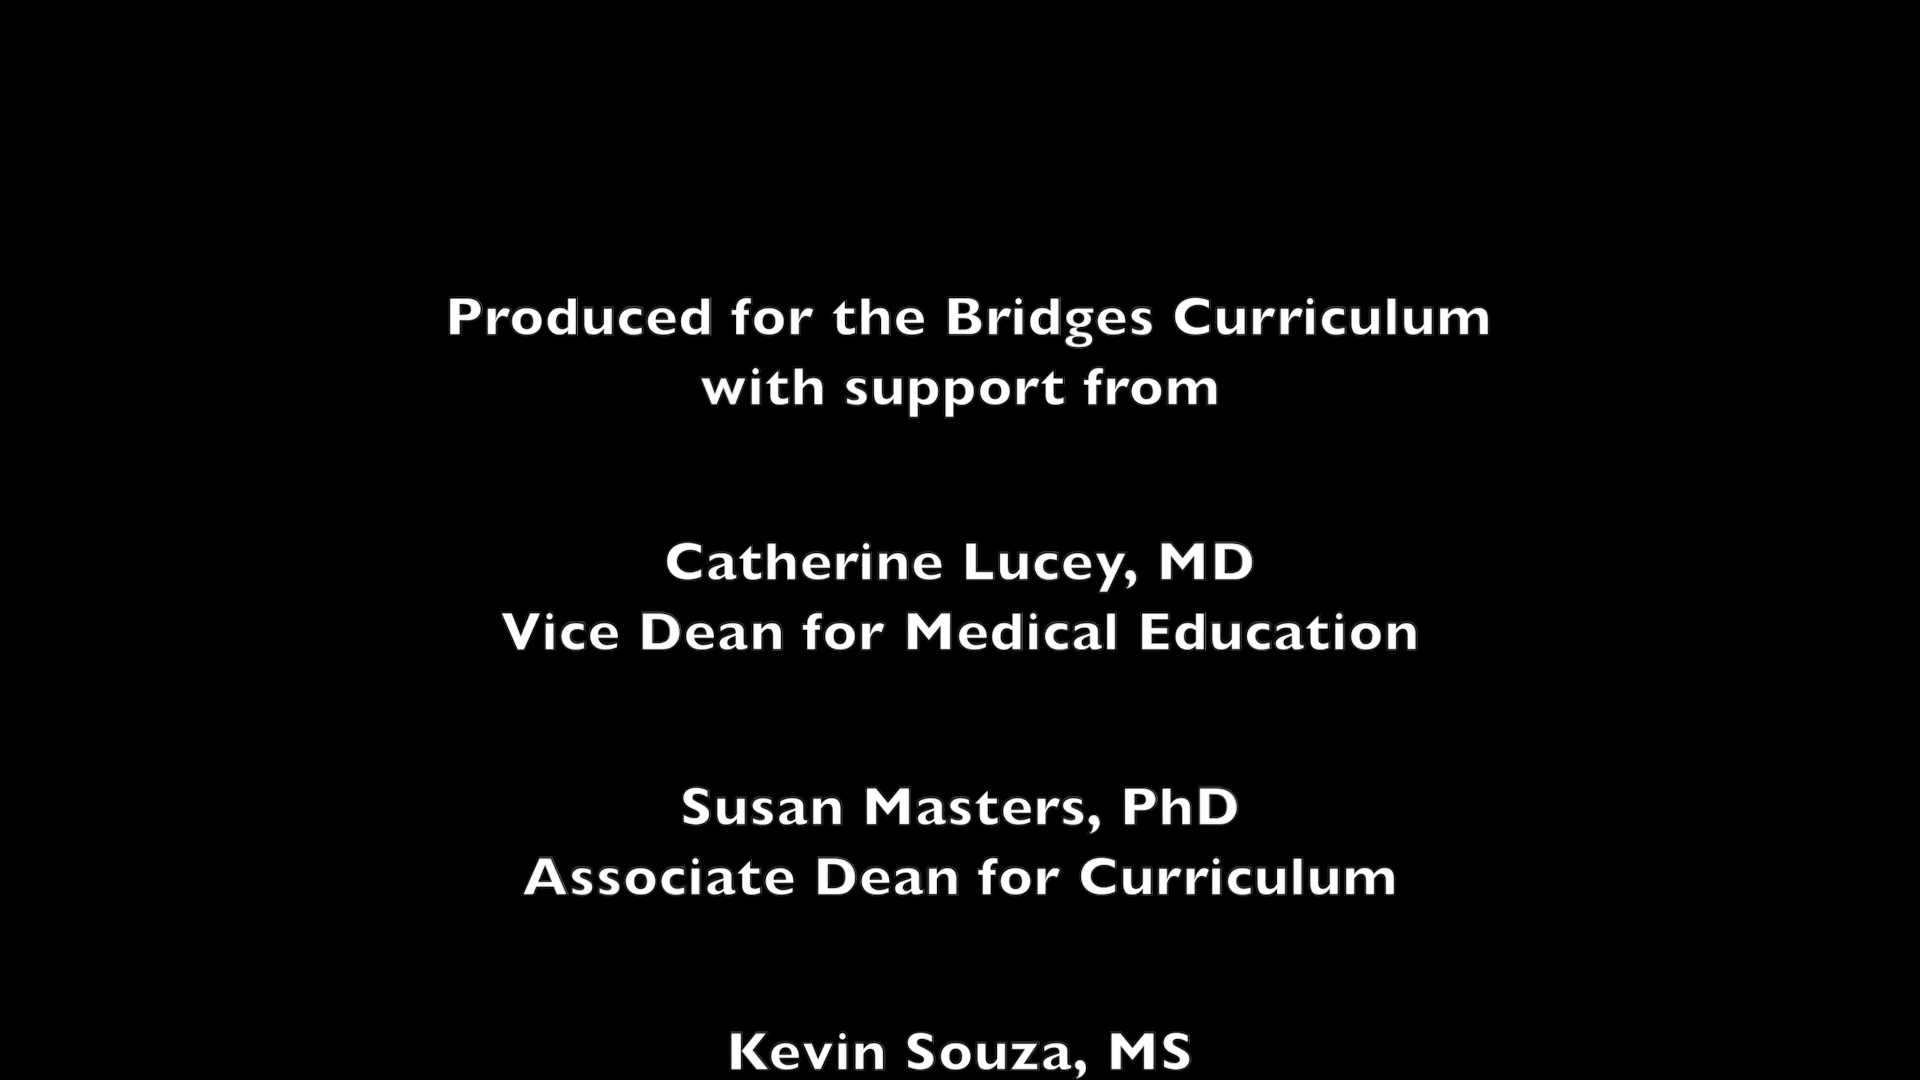 Produced for the Bridges Curriculum
with support from
Catherine Lucey, MD
Vice Dean for Medical Education
Susan Masters, PhD
Associate Dean for Curriculum
Kevin Souza, MS